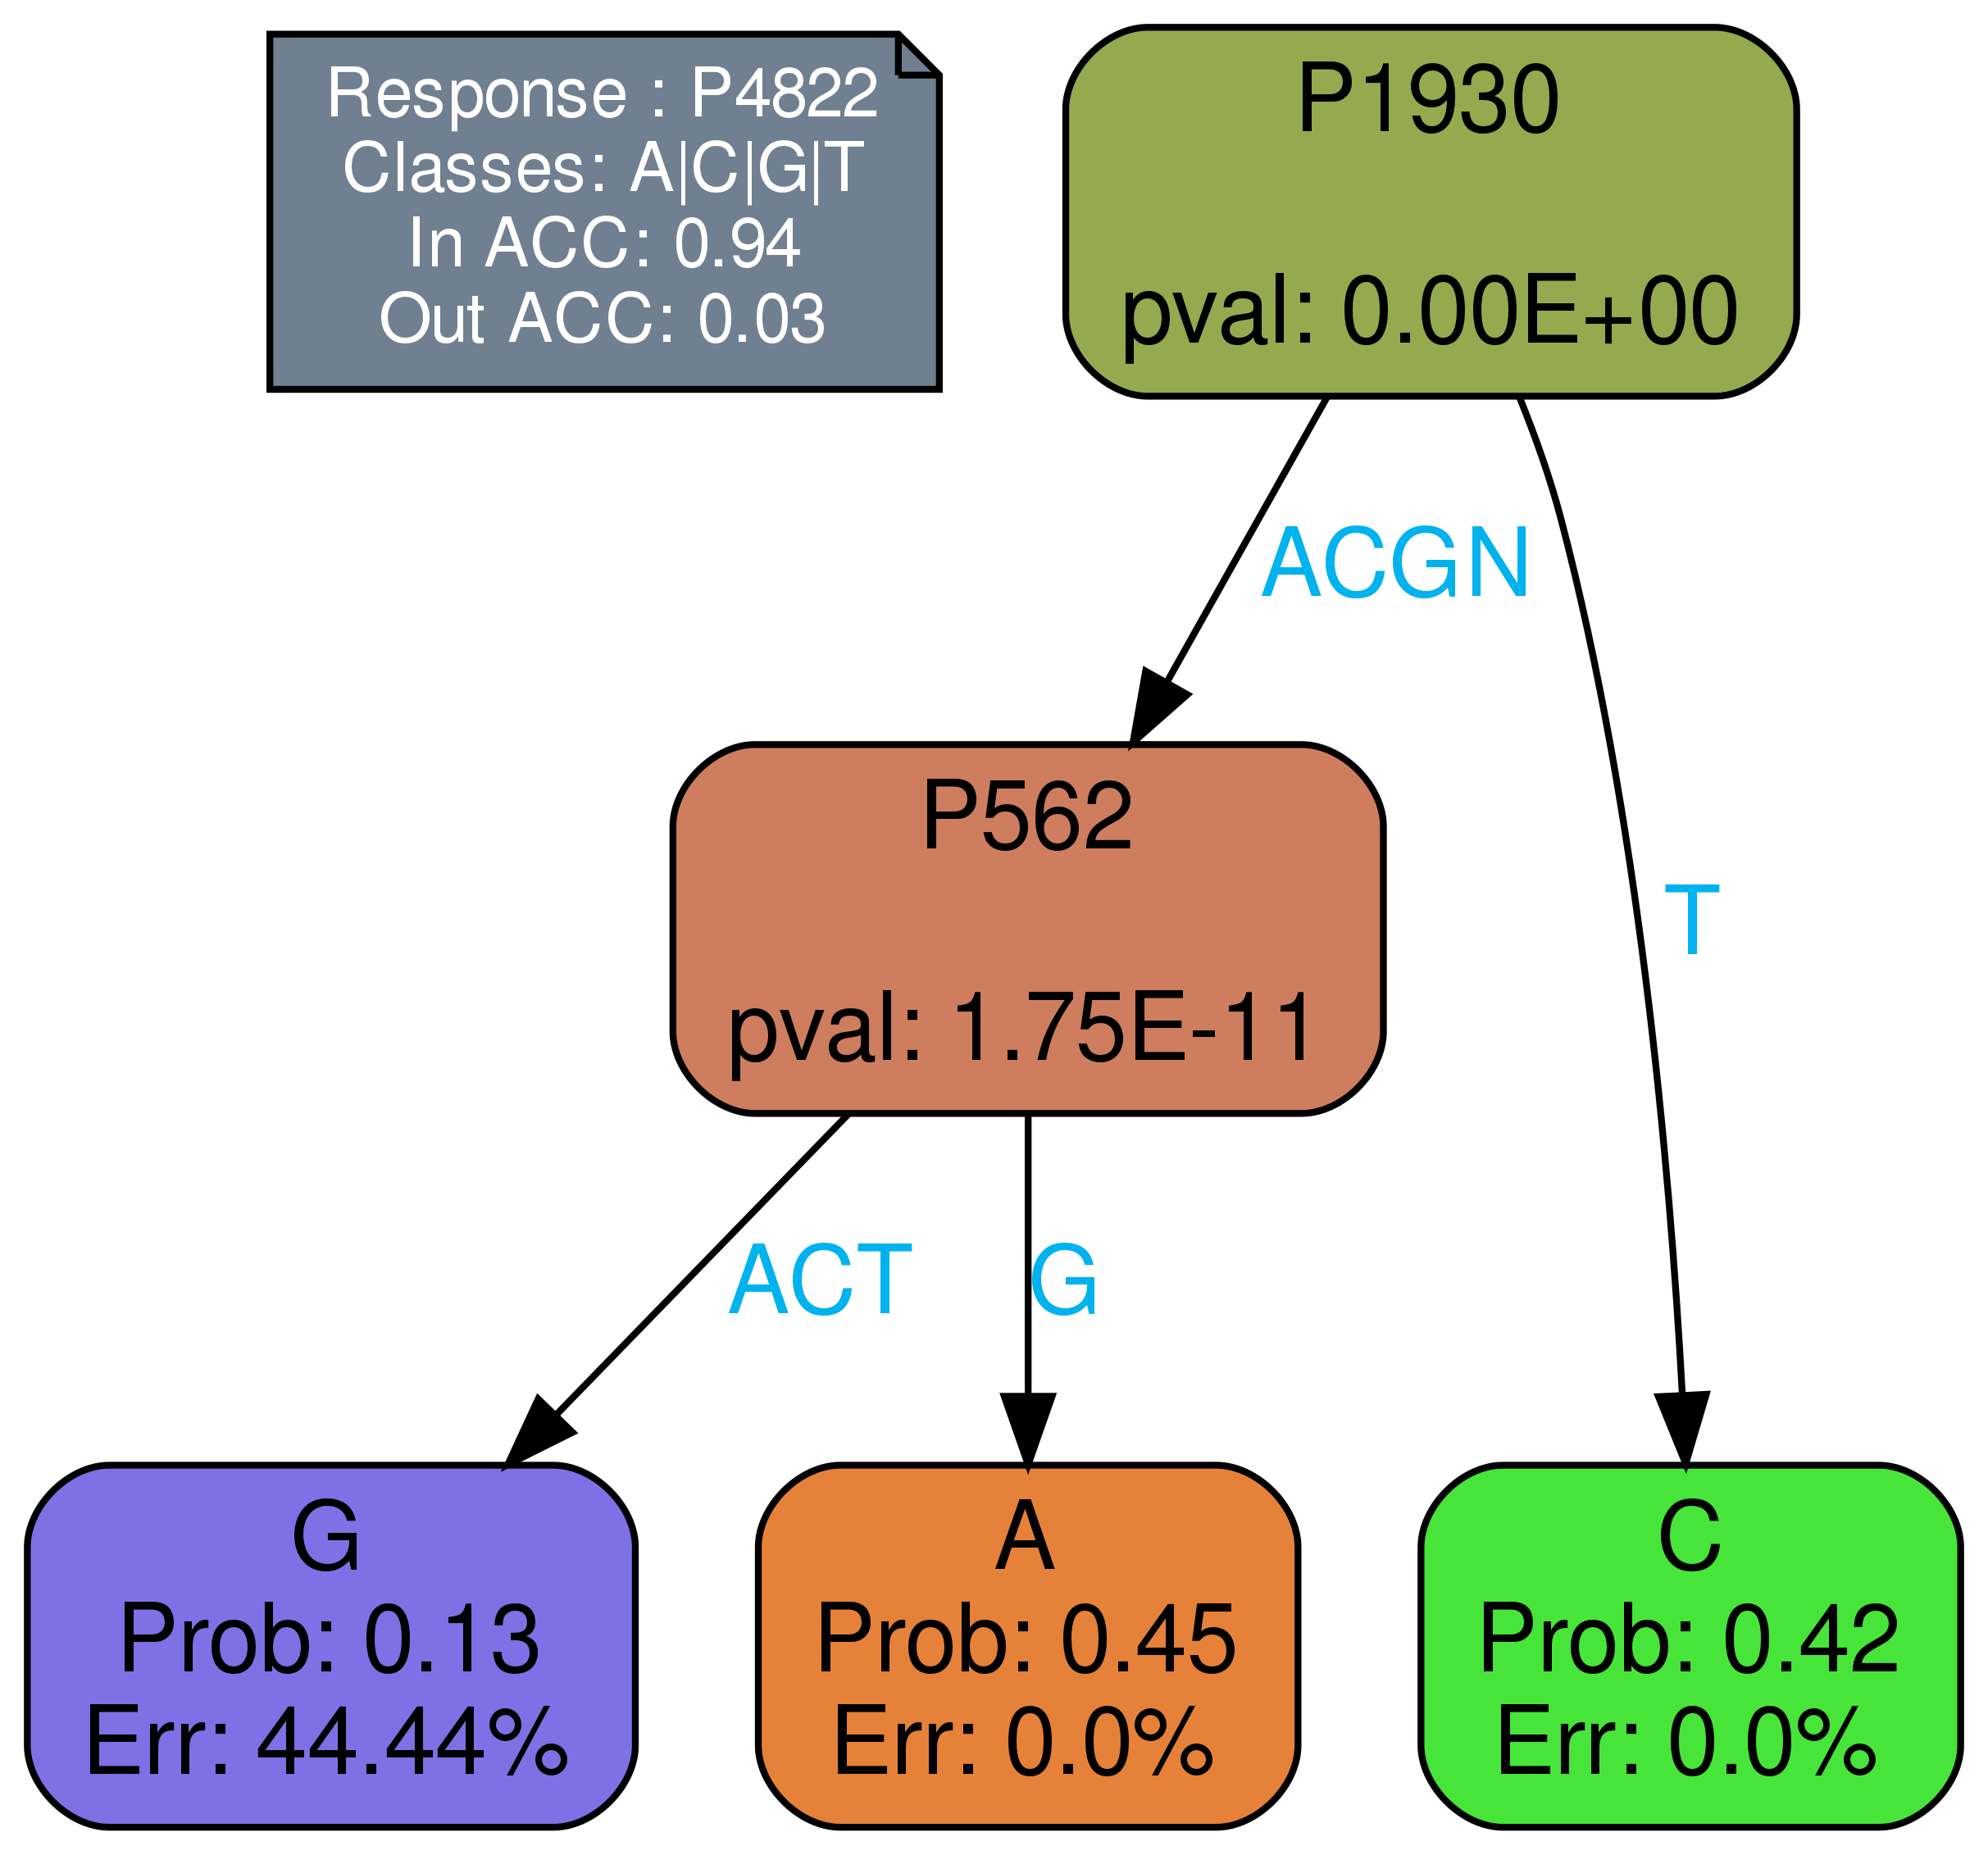 Response : P4822
Classes: A|C|G|T
In ACC: 0.94
Out ACC: 0.03
P1930
pval: 0.00E+00
ACGN
P562
pval: 1.75E-11
T
ACT
G
G
Prob: 0.13
Err: 44.44%
A
Prob: 0.45
Err: 0.0%
C
Prob: 0.42
Err: 0.0%